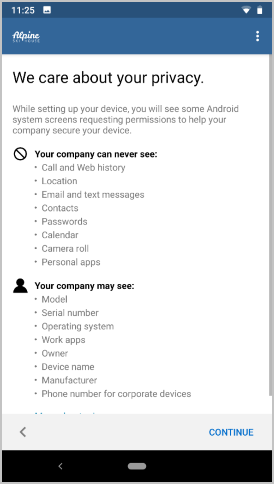 11:25
Alpine
We care about your privacy.
While setting up your device, you will see some Android
system screens requesting permissions to help your
company secure your device.
Your company can never see:
• Call and Web history
• Location
• Email and text messages
• Contacts
• Passwords
• Calendar
• Camera roll
• Personal apps
Your company may see:
• Model
• Serial number
• Operating system
• Work apps
• Owner
• Device name
• Manufacturer
• Phone number for corporate devices
CONTINUE